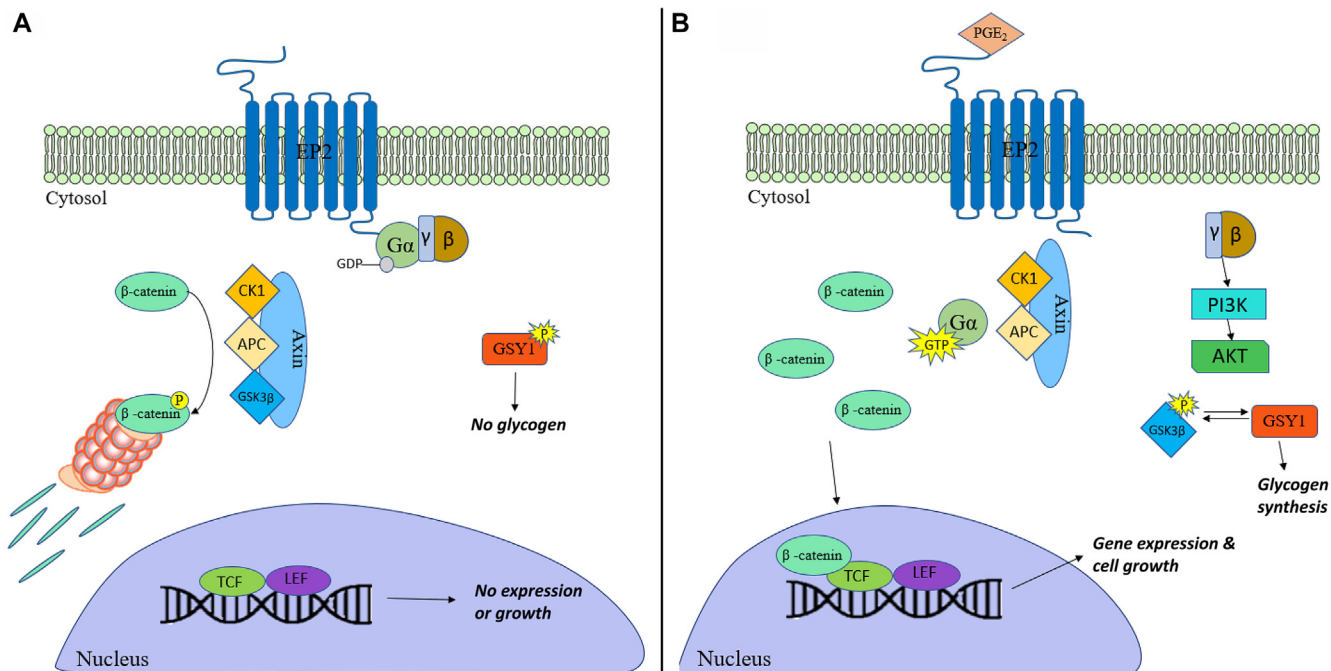 A
EP2
Cytosol
Gα
γ
β
GDP
β-catenin
CK1
APC
GSK3β
Axin
P
GSY1
No glycogen
β -catenin
P
TCF
LEF
No expression
or growth
Nucleus
B
PGE₂
EP2
Cytosol
γ
β
β -catenin
CK1
APC
Axin
Gα
GTP
PI3K
AKT
β -catenin
β -catenin
P
GSK3β
GSY1
Glycogen
synthesis
β -catenin
TCF
LEF
Gene expression &
cell growth
Nucleus